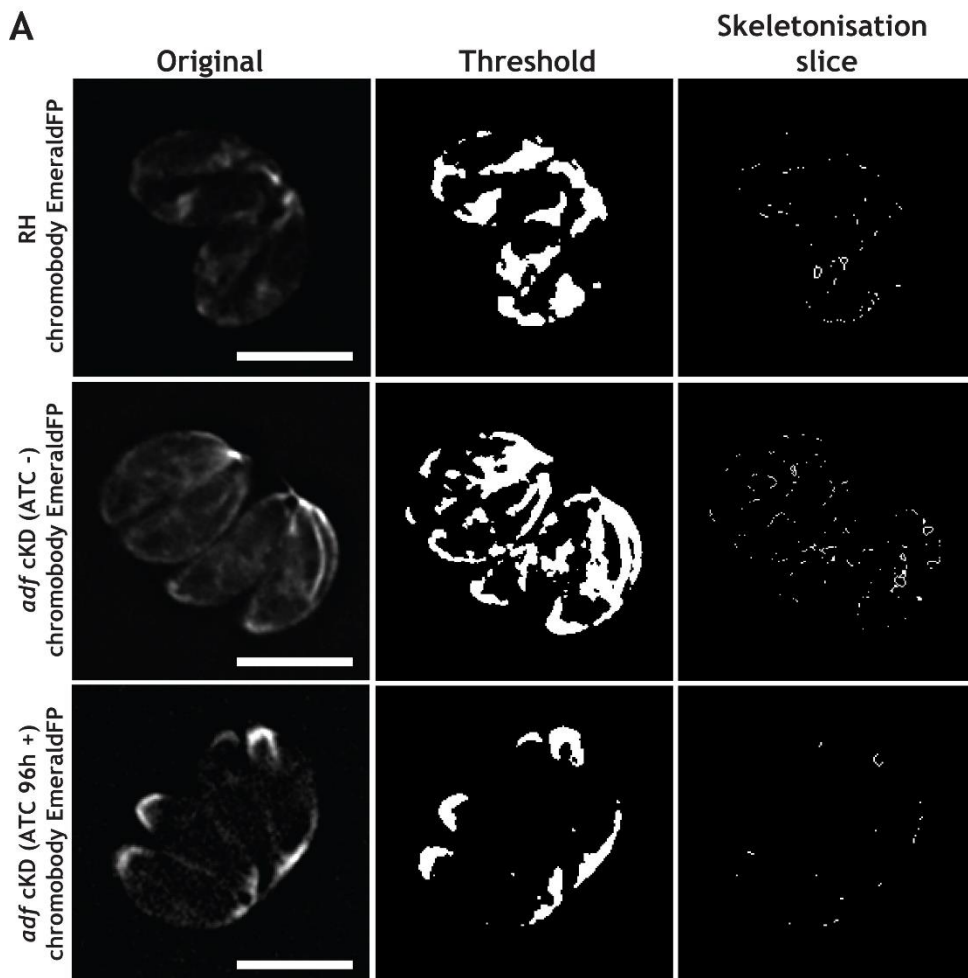 A
Original
Threshold
Skeletonisation
slice
RH
chromobody EmeraldFP
adf cKD (ATC -)
chromobody EmeraldFP
adf cKD (ATC 96h +)
chromobody EmeraldFP